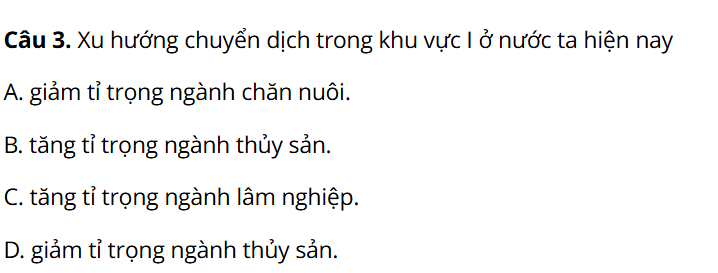 Câu 3. Xu hướng chuyển dịch trong khu vực I ở nước ta hiện nay
A. giảm tỉ trọng ngành chăn nuôi.
B. tăng tỉ trọng ngành thủy sản.
C. tăng tỉ trọng ngành lâm nghiệp.
D. giảm tỉ trọng ngành thủy sản.